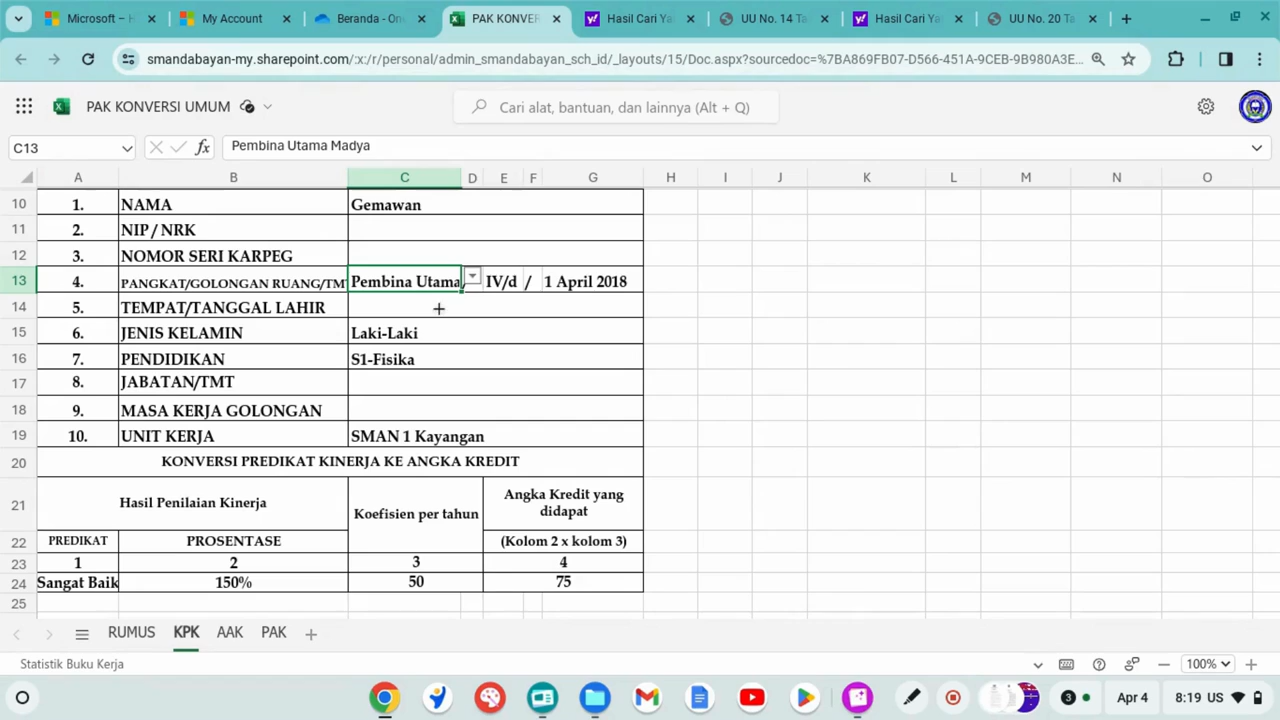 Microsoft – H
My Account
Beranda - One
PAK KONVERS
Hasil Cari Ya
UU No. 14 Ta
Hasil Cari Ya
UU No. 20 Ta
smandabayan-my.sharepoint.com/:x:/r/personal/admin_smandabayan_sch_id/_layouts/15/Doc.aspx?sourcedoc=%7BA869FB07-D566-451A-9CEB-9B980A3E...
PAK KONVERSI UMUM
Cari alat, bantuan, dan lainnya (Alt + Q)
C13
fx
Pembina Utama Madya
A B C D E F G H I J K L M N O
10 1. NAMA Gemawan
11 2. NIP / NRK
12 3. NOMOR SERI KARPEG
13 4. PANGKAT/GOLONGAN RUANG/TMT Pembina Utama IV/d / 1 April 2018
14 5. TEMPAT/TANGGAL LAHIR
15 6. JENIS KELAMIN Laki-Laki
16 7. PENDIDIKAN S1-Fisika
17 8. JABATAN/TMT
18 9. MASA KERJA GOLONGAN
19 10. UNIT KERJA SMAN 1 Kayangan
20 KONVERSI PREDIKAT KINERJA KE ANGKA KREDIT
21 Hasil Penilaian Kinerja Koefisien per tahun Angka Kredit yang
didapat
22 PREDIKAT PROSENTASE (Kolom 2 x kolom 3)
23 1 2 3 4
24 Sangat Baik 150% 50 75
25
RUMUS KPK AAK PAK
Statistik Buku Kerja
100%
3
Apr 4
8:19 US